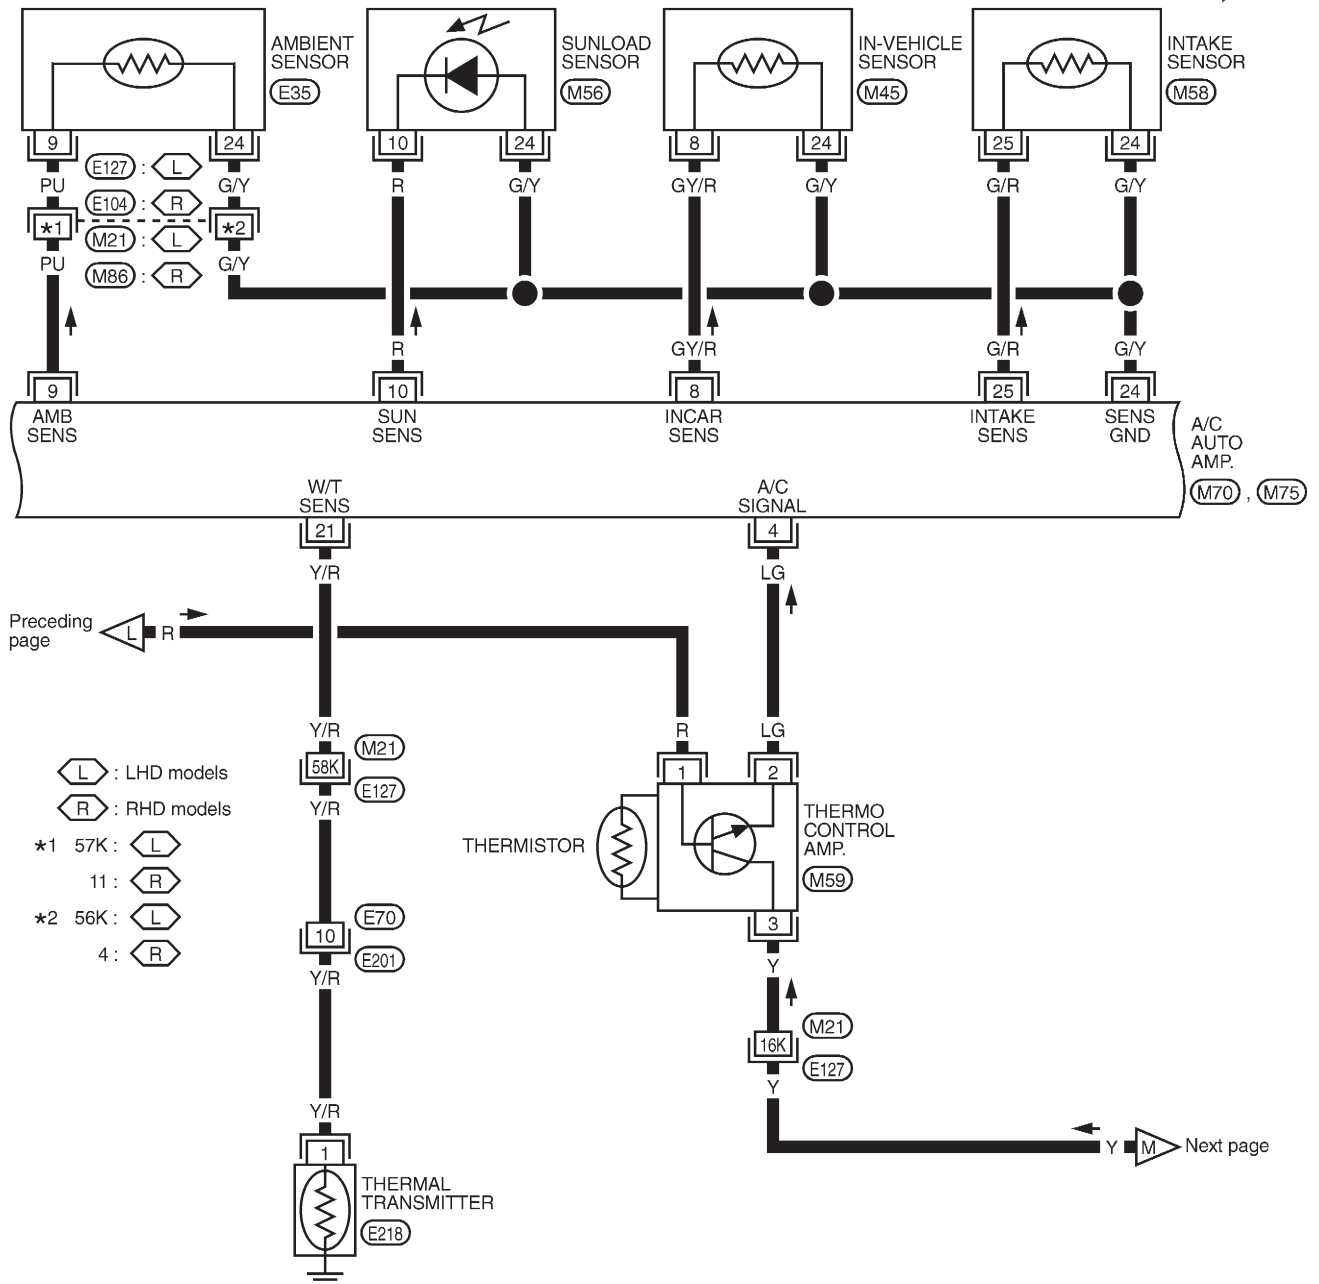 AMBIENT
SENSOR
E35
SUNLOAD
SENSOR
M56
IN-VEHICLE
SENSOR
M45
INTAKE
SENSOR
M58
9
24
10
24
8
24
25
24
E127 : L
PU
G/Y
R
G/Y
GY/R
G/Y
G/R
G/Y
E104 : R
*1
*2
M21 : L
PU
G/Y
M86 : R
R
GY/R
G/R
G/Y
9
10
8
25
24
AMB
SENS
SUN
SENS
INCAR
SENS
INTAKE
SENS
SENS
GND
A/C
AUTO
AMP.
M70 , M75
W/T
SENS
A/C
SIGNAL
21
4
Y/R
LG
Preceding
page
L
R
Y/R
R
LG
M21
58K
E127
1
2
Y/R
L : LHD models
R : RHD models
*1 57K : L
11 : R
*2 56K : L
4 : R
THERMISTOR
THERMO
CONTROL
AMP.
M59
3
E70
10
E201
Y/R
Y
M21
16K
E127
Y
Y/R
Y
M
Next page
1
THERMAL
TRANSMITTER
E218